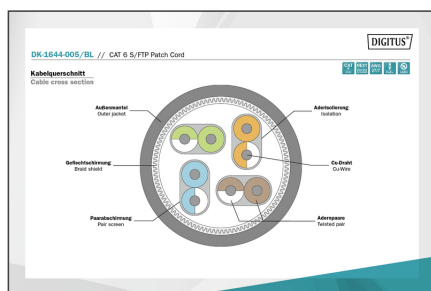 DIGITUS®
DK-1644-005/BL // CAT 6 S/FTP Patch Cord
Kabelquerschnitt
Cable cross section
Außenmantel
Outer jacket
Aderisolierung
Isolation
Geflechtschirmung
Braid shield
Cu-Draht
Cu-Wire
Paarabschirmung
Pair screen
Adernpaare
Twisted pair